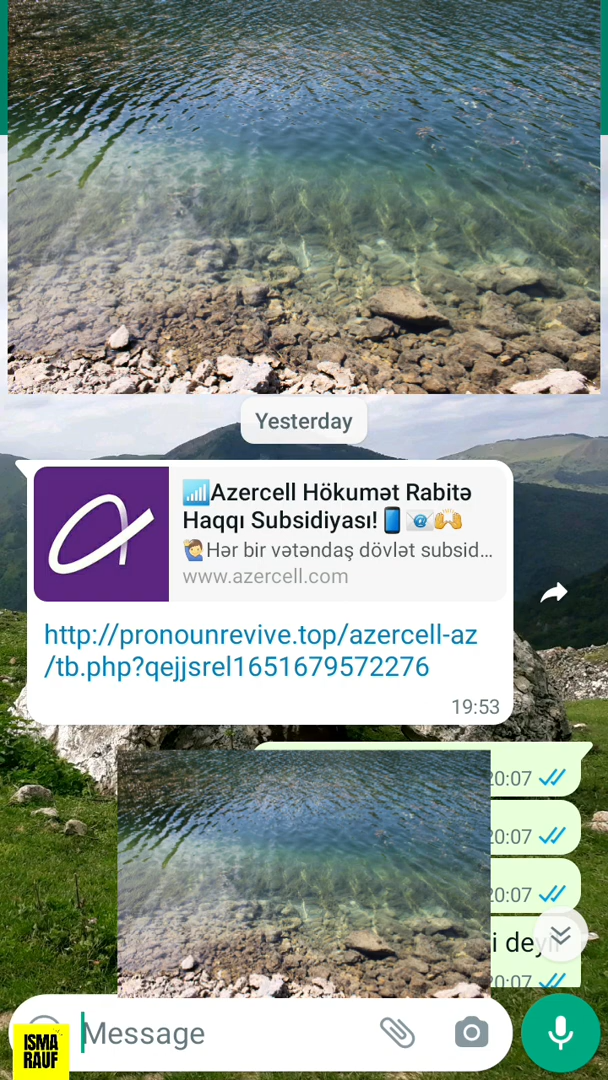 Yesterday
Azercell Hökumət Rabitə
Haqqı Subsidiyası!
Hər bir vətəndaş dövlət subsid...
www.azercell.com
http://pronounrevive.top/azercell-az
/tb.php?qejjsrel1651679572276
19:53
20:07
20:07
20:07
20:07
Message
ISMA
RAUF